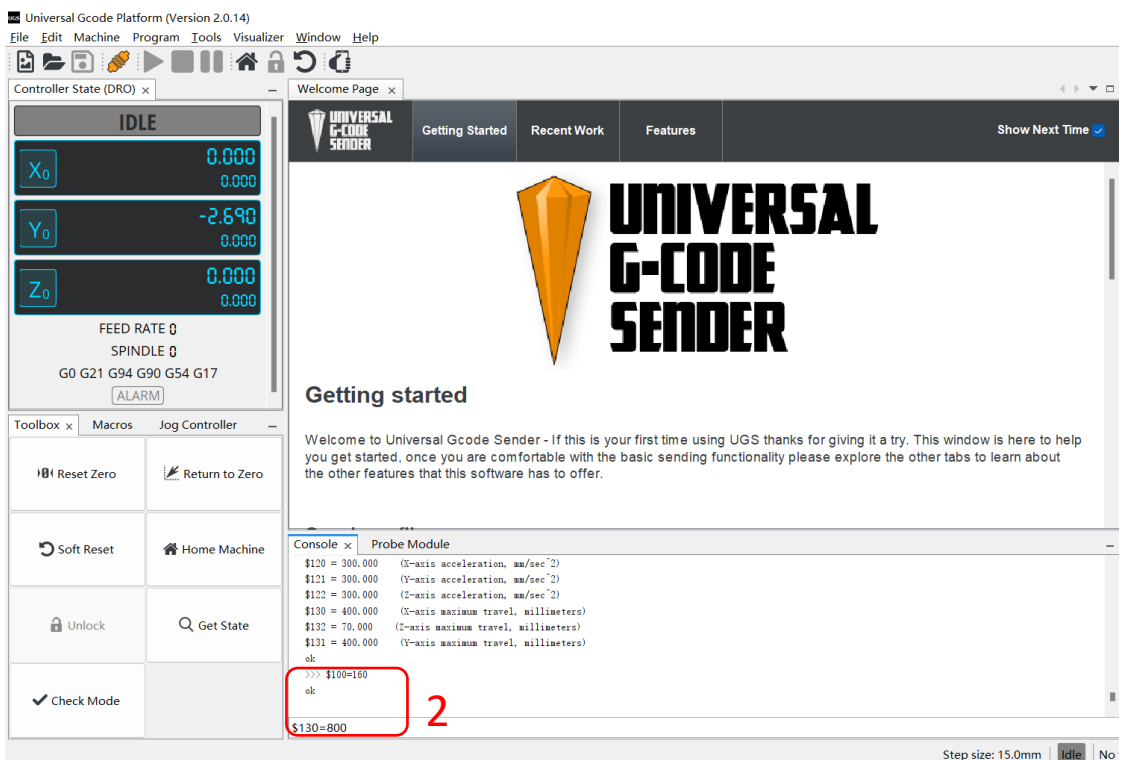 UGS Universal Gcode Platform (Version 2.0.14)
File Edit Machine Program Tools Visualizer Window Help
Controller State (DRO) x
IDLE
X0 0.000
0.000
Y0 -2.690
0.000
Z0 0.000
0.000
FEED RATE 0
SPINDLE 0
G0 G21 G94 G90 G54 G17
ALARM
Toolbox x Macros Jog Controller
Reset Zero Return to Zero
Soft Reset Home Machine
Unlock Get State
Check Mode
Welcome Page x
UNIVERSAL
G-CODE
SENDER
Getting Started Recent Work Features Show Next Time
UNIVERSAL
G-CODE
SENDER
Getting started
Welcome to Universal Gcode Sender - If this is your first time using UGS thanks for giving it a try. This window is here to help
you get started, once you are comfortable with the basic sending functionality please explore the other tabs to learn about
the other features that this software has to offer.
Console x Probe Module
$120 = 300.000 (X-axis acceleration, mm/sec^2)
$121 = 300.000 (Y-axis acceleration, mm/sec^2)
$122 = 300.000 (Z-axis acceleration, mm/sec^2)
$130 = 400.000 (X-axis maximum travel, millimeters)
$132 = 70.000 (Z-axis maximum travel, millimeters)
$131 = 400.000 (Y-axis maximum travel, millimeters)
ok
>>> $100=160
ok
$130=800
2
Step size: 15.0mm Idle No